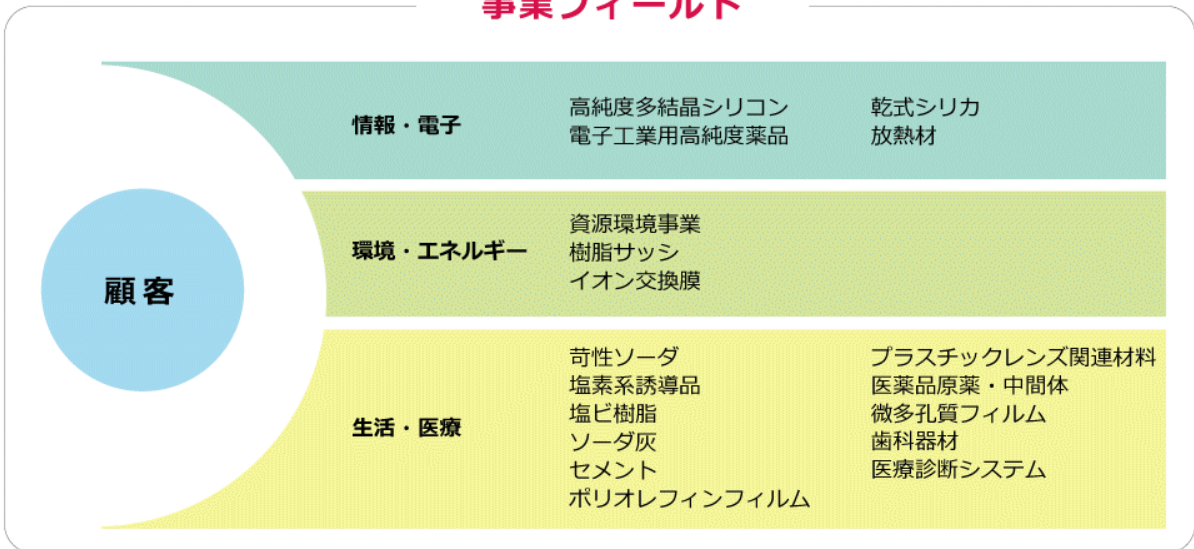 事業フィールド
情報・電子
高純度多結晶シリコン
電子工業用高純度薬品
乾式シリカ
放熱材
環境・エネルギー
資源環境事業
樹脂サッシ
イオン交換膜
顧客
生活・医療
苛性ソーダ
塩素系誘導品
塩ビ樹脂
ソーダ灰
セメント
ポリオレフィンフィルム
プラスチックレンズ関連材料
医薬品原薬・中間体
微多孔質フィルム
歯科器材
医療診断システム